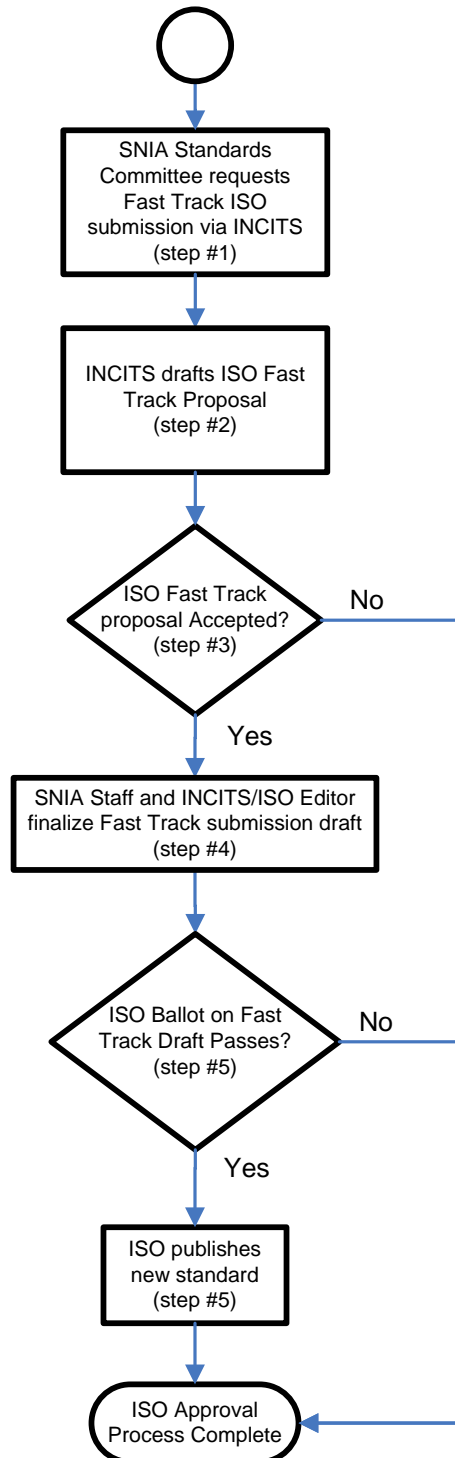 SNIA Standards
Committee requests
Fast Track ISO
submission via INCITS
(step #1)
INCITS drafts ISO Fast
Track Proposal
(step #2)
ISO Fast Track
proposal Accepted?
(step #3)
No
Yes
SNIA Staff and INCITS/ISO Editor
finalize Fast Track submission draft
(step #4)
ISO Ballot on Fast
Track Draft Passes?
(step #5)
No
Yes
ISO publishes
new standard
(step #5)
ISO Approval
Process Complete